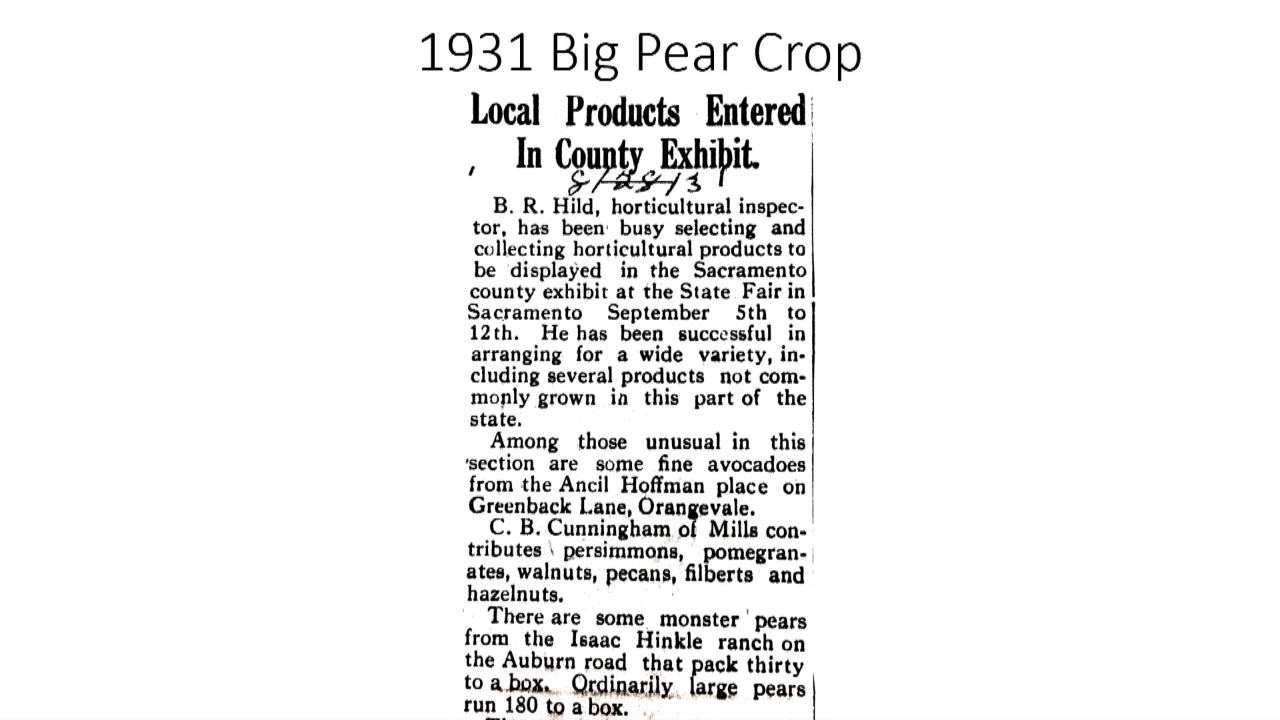 1931 Big Pear Crop
Local Products Entered
In County Exhibit.
8/28/31
B. R. Hild, horticultural inspec-
tor, has been busy selecting and
collecting horticultural products to
be displayed in the Sacramento
county exhibit at the State Fair in
Sacramento September 5th to
12th. He has been successful in
arranging for a wide variety, in-
cluding several products not com-
monly grown in this part of the
state.
Among those unusual in this
section are some fine avocadoes
from the Ancil Hoffman place on
Greenback Lane, Orangevale.
C. B. Cunningham of Mills con-
tributes persimmons, pomegran-
ates, walnuts, pecans, filberts and
hazelnuts.
There are some monster pears
from the Isaac Hinkle ranch on
the Auburn road that pack thirty
to a box. Ordinarily large pears
run 180 to a box.